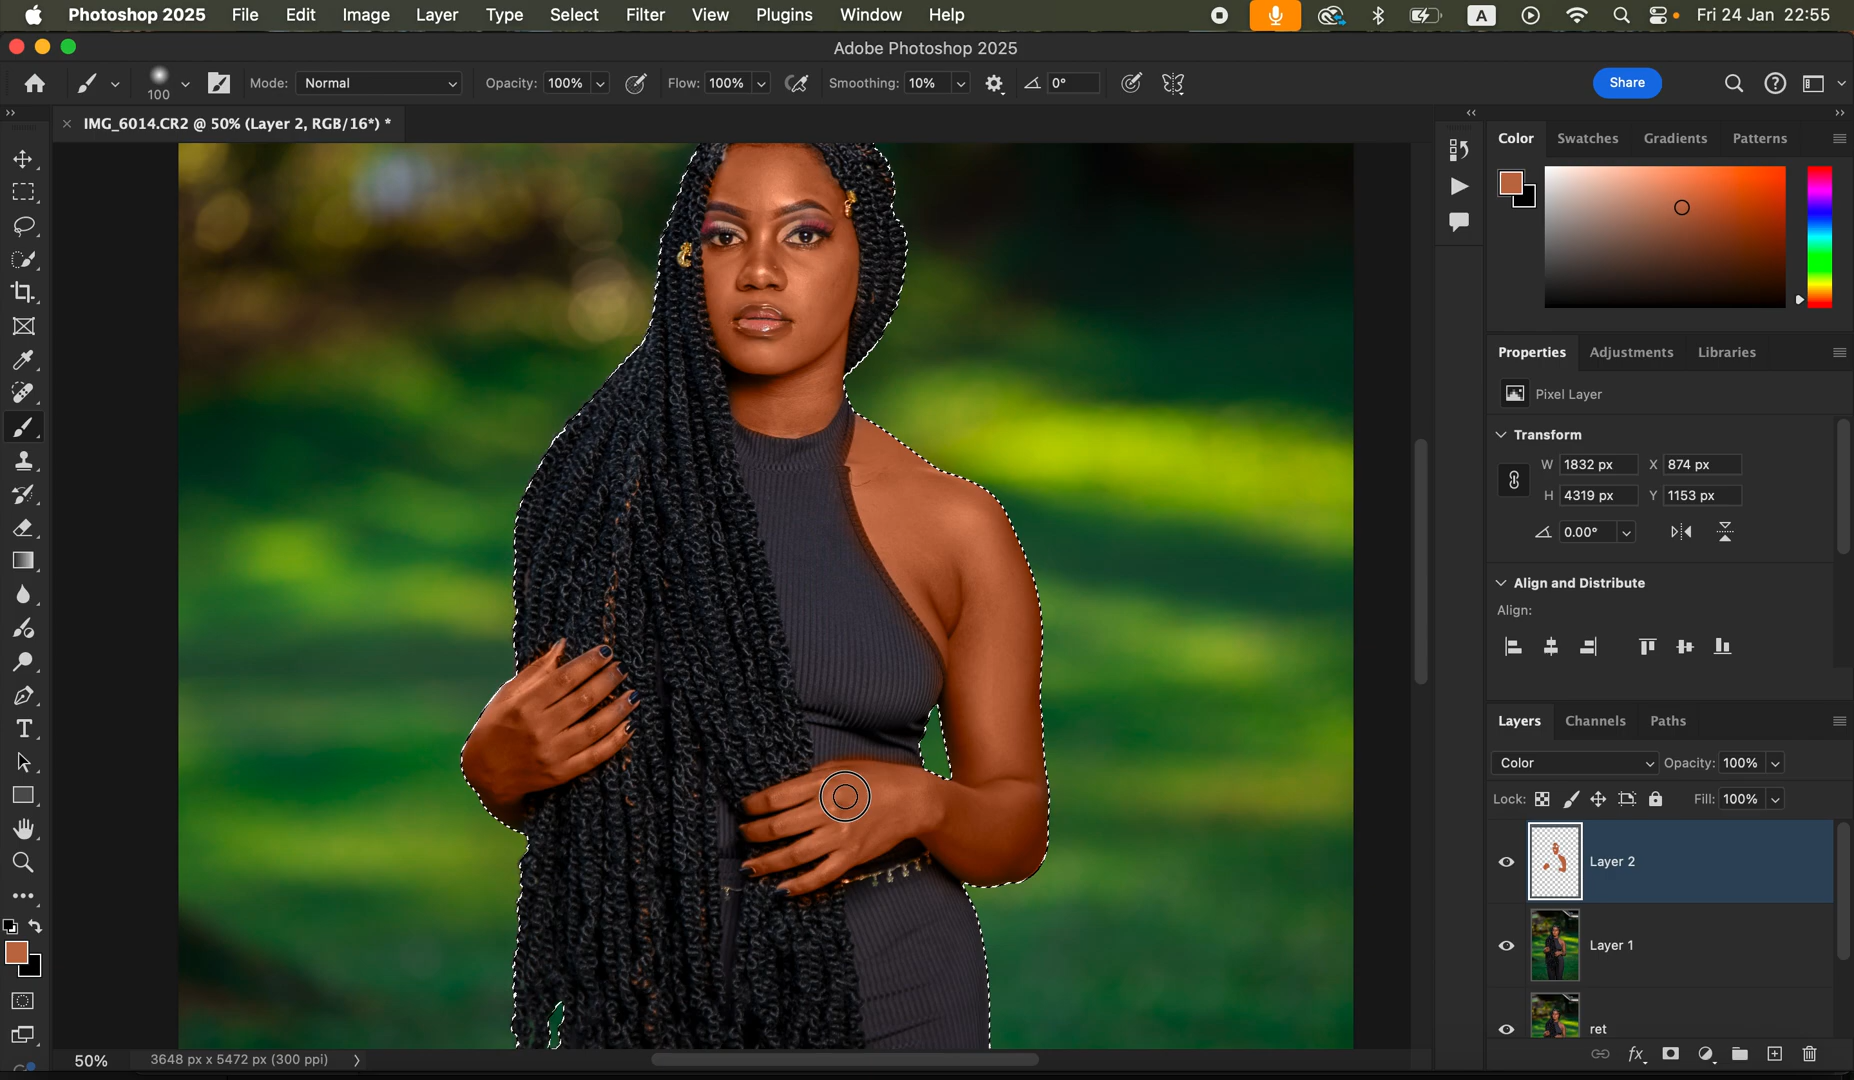 Photoshop 2025 File Edit Image Layer Type Select Filter View Plugins Window Help A Fri 24 Jan 22:55
Adobe Photoshop 2025
100 Mode: Normal Opacity: 100% Flow: 100% Smoothing: 10% 0° Share
× IMG_6014.CR2 @ 50% (Layer 2, RGB/16*) *
Color Swatches Gradients Patterns
Properties Adjustments Libraries
Pixel Layer
Transform
W 1832 px X 874 px
H 4319 px Y 1153 px
0.00°
Align and Distribute
Align:
Layers Channels Paths
Color Opacity: 100%
Lock: Fill: 100%
Layer 2
Layer 1
ret
fx
50% 3648 px x 5472 px (300 ppi)